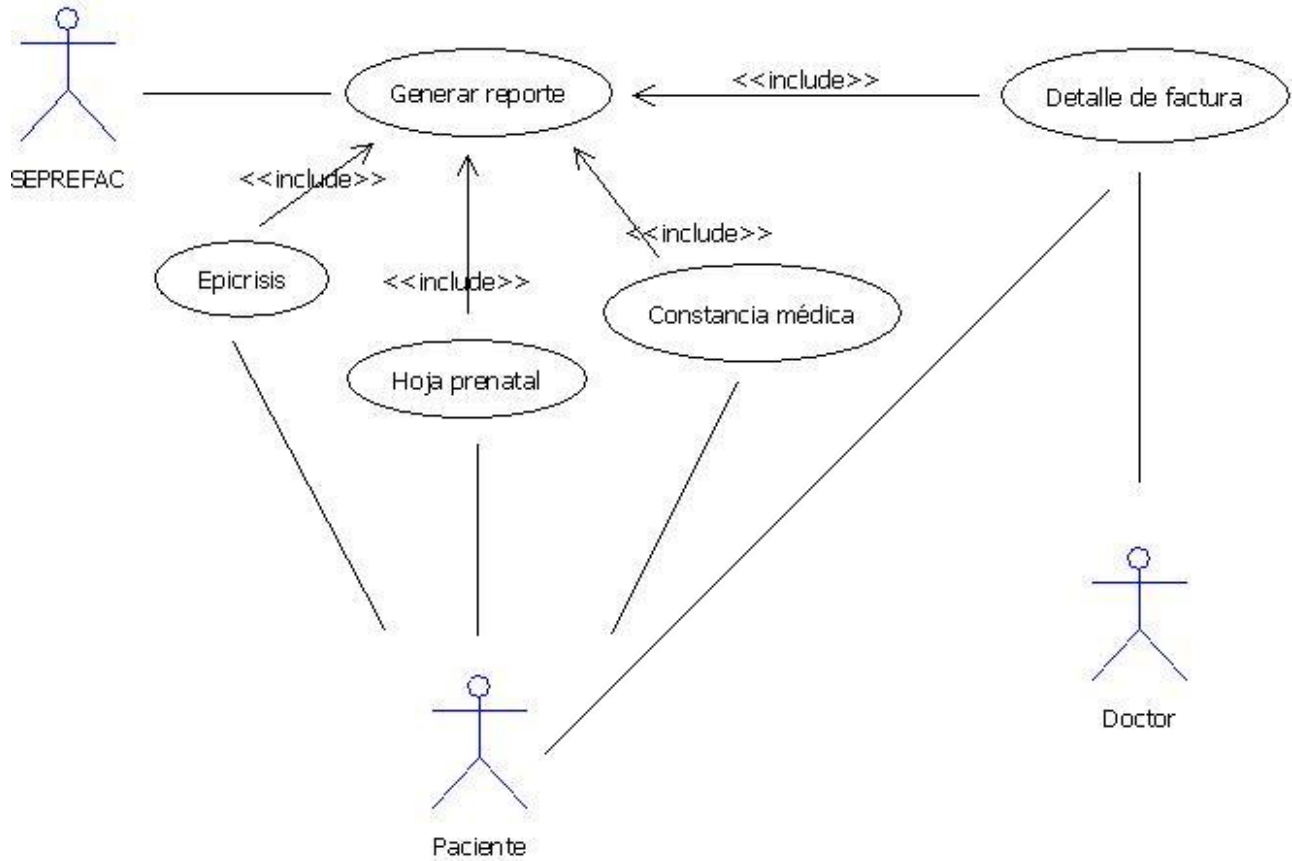 <<include>>
Generar reporte
Detalle de factura
SEPREFAC
<<include>>
<<include>>
Epicrisis
<<include>>
Constancia médica
Hoja prenatal
Doctor
Paciente